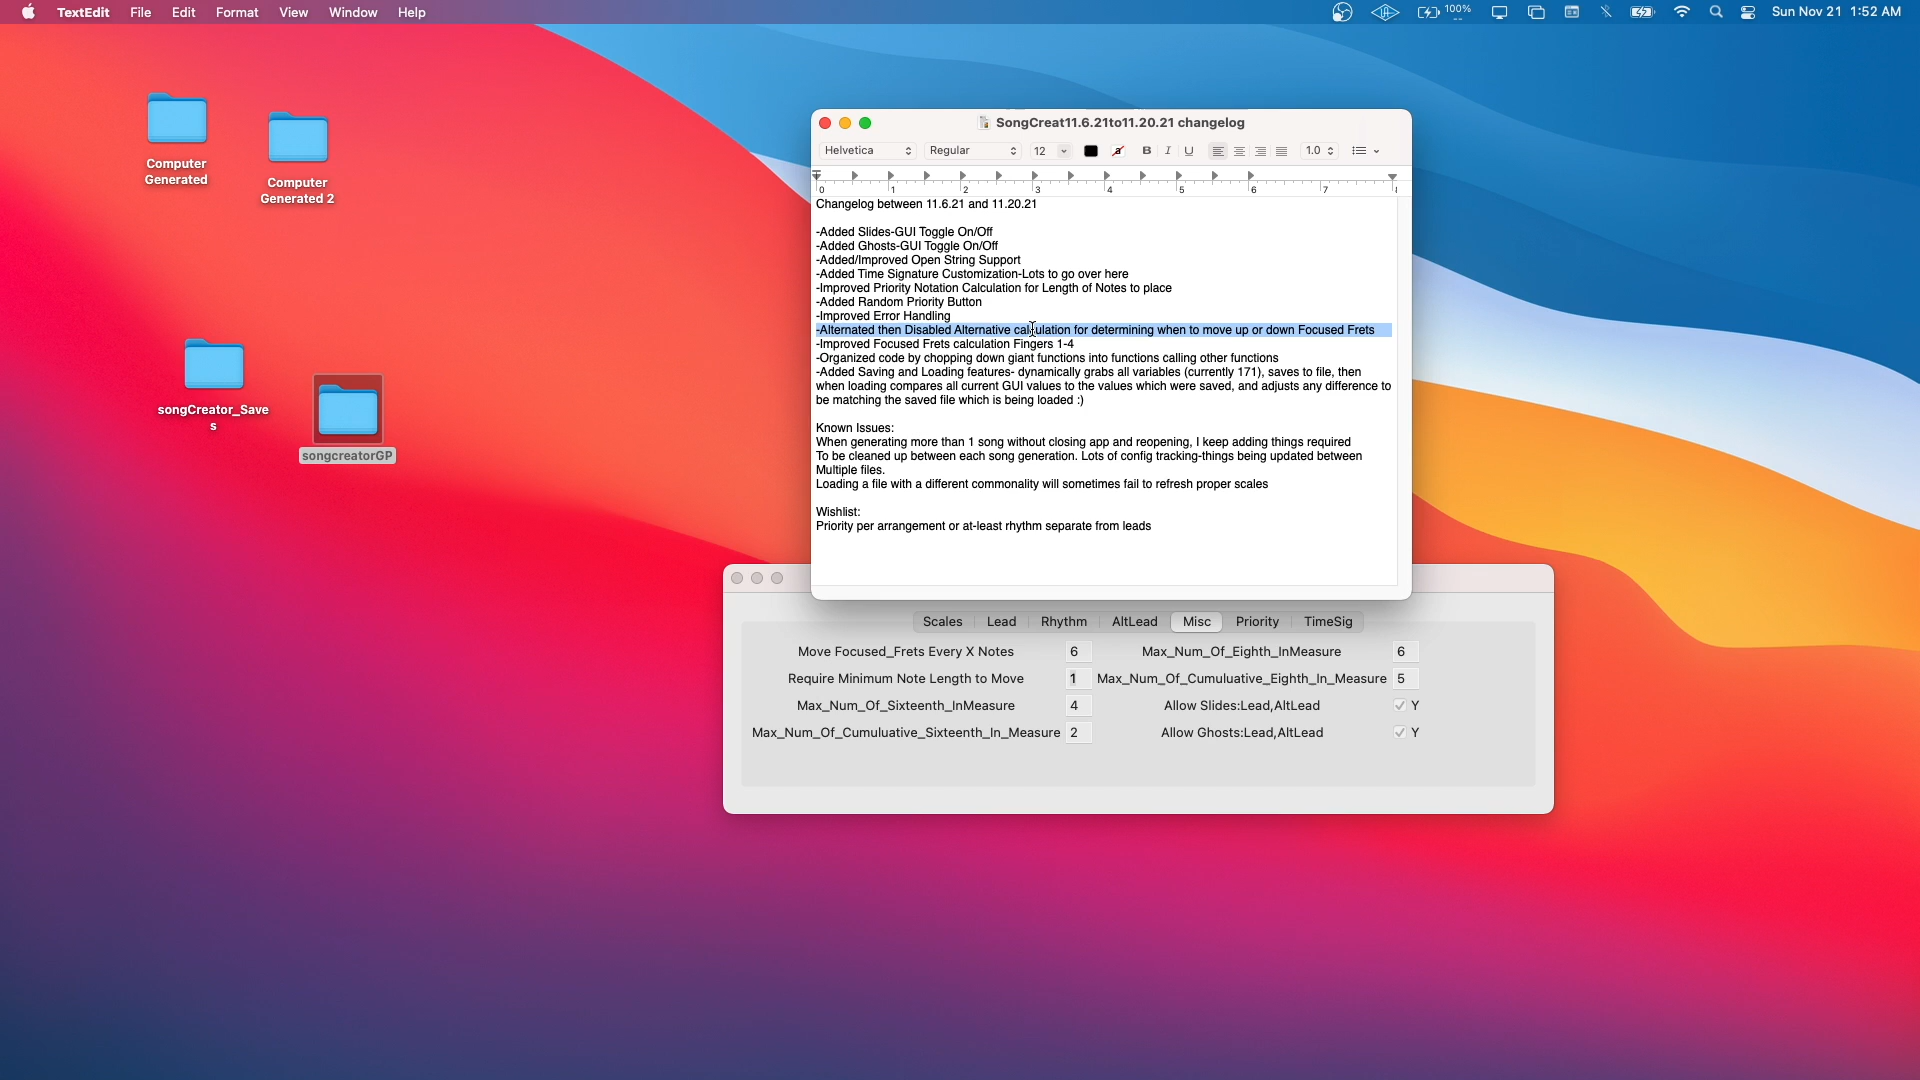 TextEdit File Edit Format View Window Help
100% Sun Nov 21 1:52 AM
Computer
Generated
Computer
Generated 2
songCreator_Save
s
songcreatorGP
SongCreat11.6.21to11.20.21 changelog
Helvetica Regular 12 a B I U 1.0
0 1 2 3 4 5 6 7
Changelog between 11.6.21 and 11.20.21
-Added Slides-GUI Toggle On/Off
-Added Ghosts-GUI Toggle On/Off
-Added/Improved Open String Support
-Added Time Signature Customization-Lots to go over here
-Improved Priority Notation Calculation for Length of Notes to place
-Added Random Priority Button
-Improved Error Handling
-Alternated then Disabled Alternative calculation for determining when to move up or down Focused Frets
-Improved Focused Frets calculation Fingers 1-4
-Organized code by chopping down giant functions into functions calling other functions
-Added Saving and Loading features- dynamically grabs all variables (currently 171), saves to file, then
when loading compares all current GUI values to the values which were saved, and adjusts any difference to
be matching the saved file which is being loaded :)
Known Issues:
When generating more than 1 song without closing app and reopening, I keep adding things required
To be cleaned up between each song generation. Lots of config tracking-things being updated between
Multiple files.
Loading a file with a different commonality will sometimes fail to refresh proper scales
Wishlist:
Priority per arrangement or at-least rhythm separate from leads
Scales Lead Rhythm AltLead Misc Priority TimeSig
Move Focused_Frets Every X Notes 6 Max_Num_Of_Eighth_InMeasure 6
Require Minimum Note Length to Move 1 Max_Num_Of_Cumuluative_Eighth_In_Measure 5
Max_Num_Of_Sixteenth_InMeasure 4 Allow Slides:Lead,AltLead Y
Max_Num_Of_Cumuluative_Sixteenth_In_Measure 2 Allow Ghosts:Lead,AltLead Y